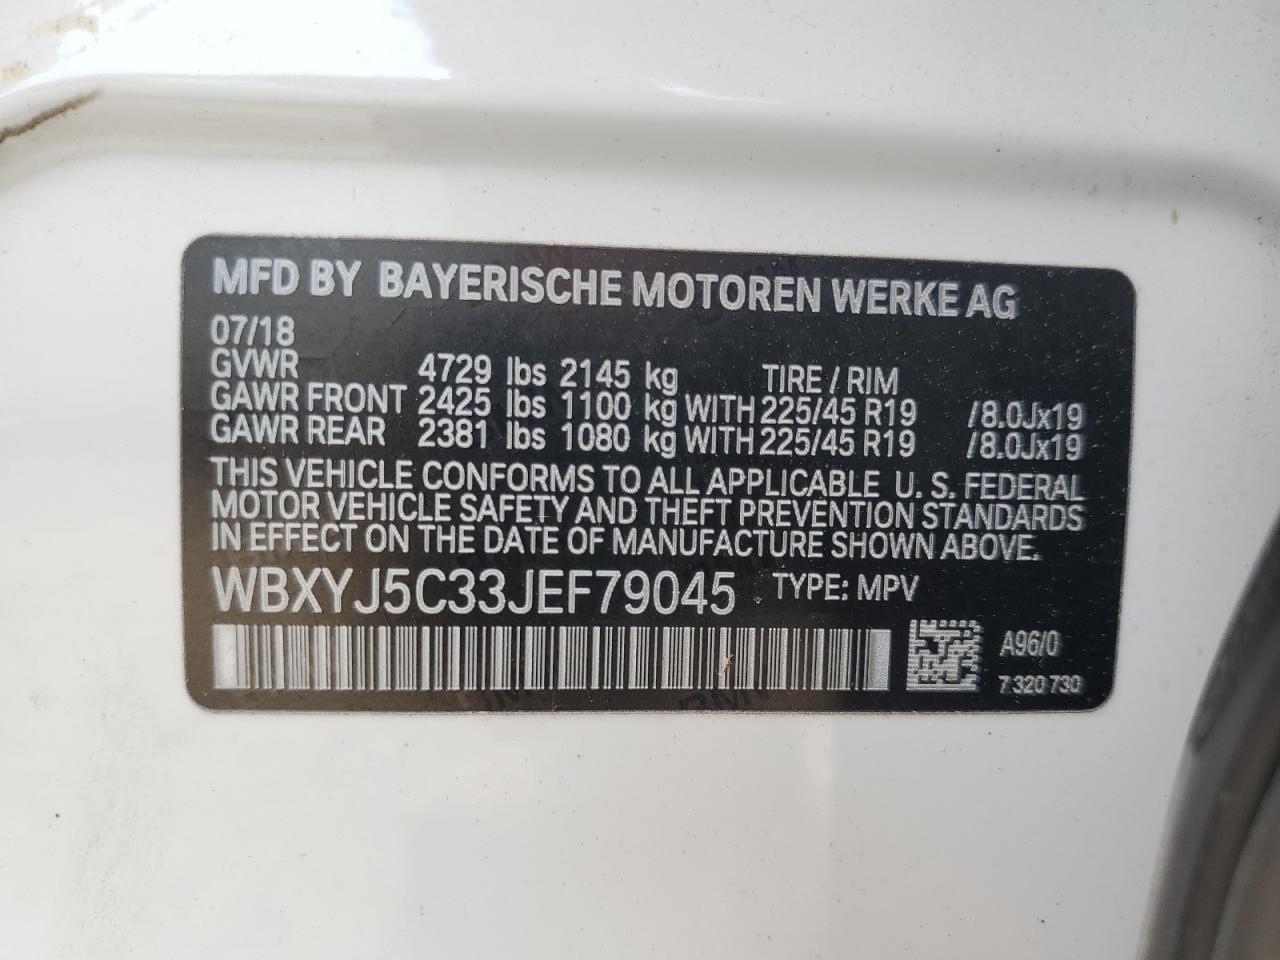 MFD BY BAYERISCHE MOTOREN WERKE AG
07/18
GVWR 4729 lbs 2145 kg TIRE / RIM
GAWR FRONT 2425 lbs 1100 kg WITH 225/45 R19 /8.0Jx19
GAWR REAR 2381 lbs 1080 kg WITH 225/45 R19 /8.0Jx19
THIS VEHICLE CONFORMS TO ALL APPLICABLE U. S. FEDERAL
MOTOR VEHICLE SAFETY AND THEFT PREVENTION STANDARDS
IN EFFECT ON THE DATE OF MANUFACTURE SHOWN ABOVE.
WBXYJ5C33JEF79045 TYPE: MPV
A96/0
7 320 730